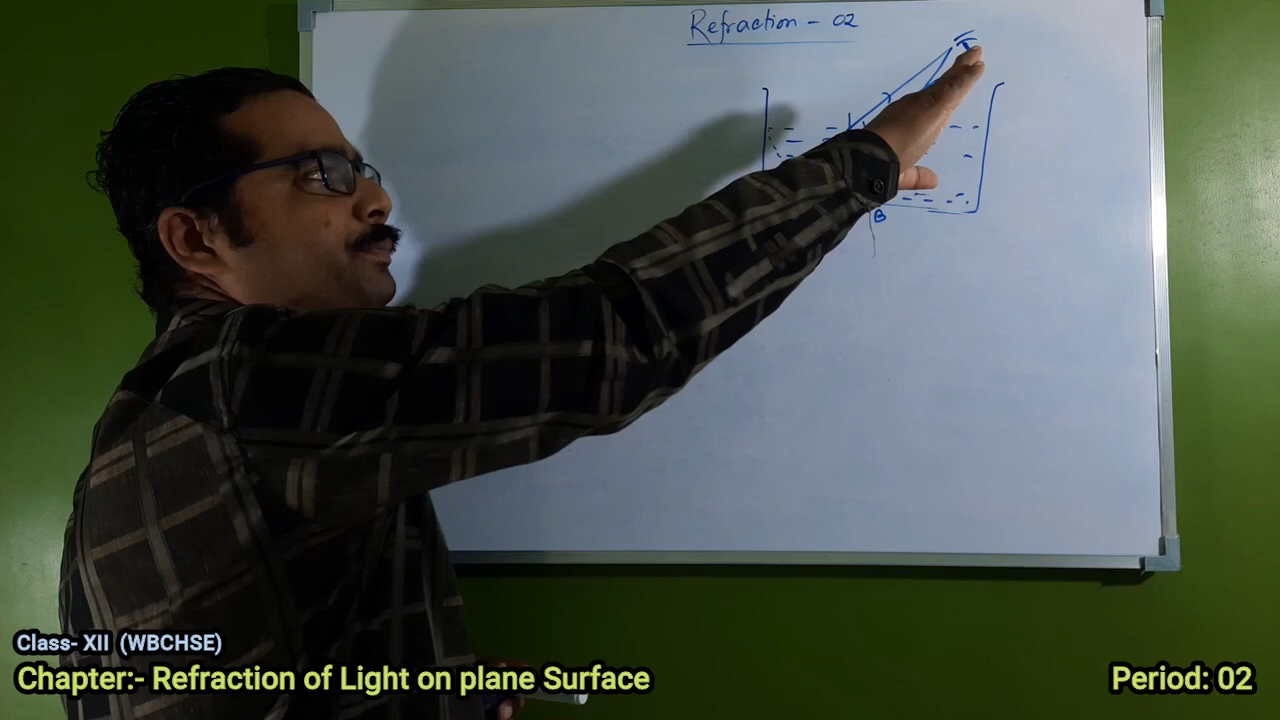 Refraction - 02
B
Class- XII (WBCHSE)
Chapter:- Refraction of Light on plane Surface
Period: 02